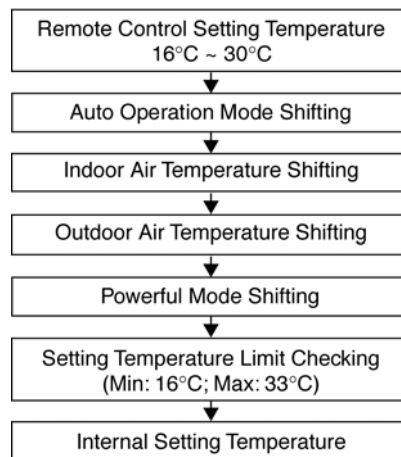 Remote Control Setting Temperature
16°C ~ 30°C
Auto Operation Mode Shifting
Indoor Air Temperature Shifting
Outdoor Air Temperature Shifting
Powerful Mode Shifting
Setting Temperature Limit Checking
(Min: 16°C; Max: 33°C)
Internal Setting Temperature